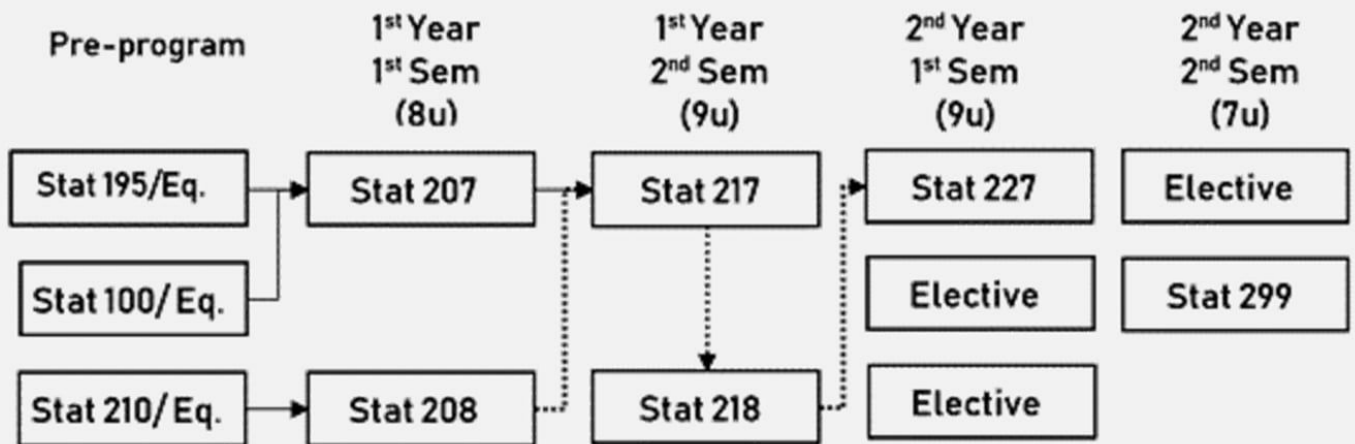 Pre-program
1st Year
1st Sem
(8u)
1st Year
2nd Sem
(9u)
2nd Year
1st Sem
(9u)
2nd Year
2nd Sem
(7u)
Stat 195/Eq.
Stat 207
Stat 217
Stat 227
Elective
Stat 100/ Eq.
Elective
Stat 299
Stat 210/ Eq.
Stat 208
Stat 218
Elective